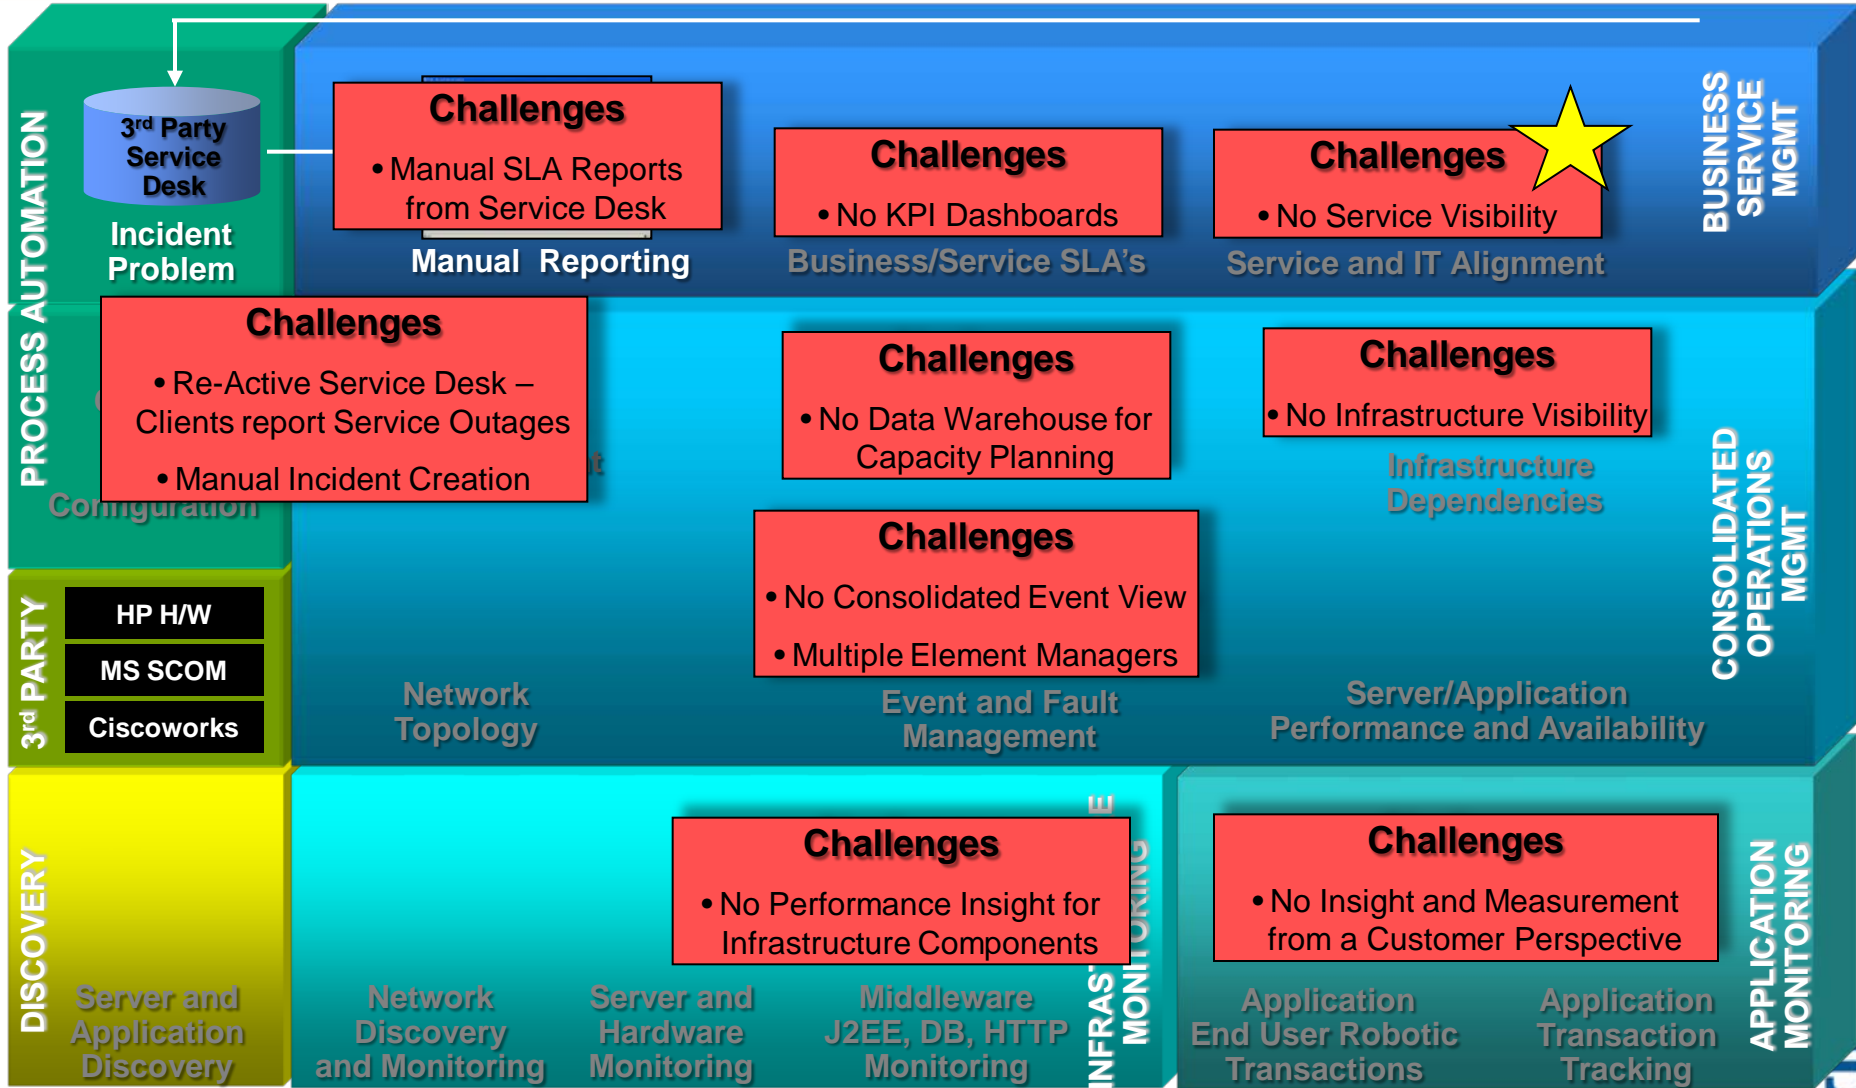 PROCESS AUTOMATION
3rd Party
Service
Desk
Incident
Problem
Challenges
• Manual SLA Reports
from Service Desk
Manual Reporting
Challenges
• No KPI Dashboards
Business/Service SLA's
Challenges
• No Service Visibility
Service and IT Alignment
BUSINESS
SERVICE
MGMT
Challenges
• Re-Active Service Desk –
Clients report Service Outages
• Manual Incident Creation
Configuration
Challenges
• No Data Warehouse for
Capacity Planning
Challenges
• No Infrastructure Visibility
Infrastructure
Dependencies
Challenges
• No Consolidated Event View
• Multiple Element Managers
CONSOLIDATED
OPERATIONS
MGMT
3rd PARTY
HP H/W
MS SCOM
Ciscoworks
Network
Topology
Event and Fault
Management
Server/Application
Performance and Availability
DISCOVERY
Server and
Application
Discovery
Challenges
• No Performance Insight for
Infrastructure Components
Network
Discovery
and Monitoring
Server and
Hardware
Monitoring
Middleware
J2EE, DB, HTTP
Monitoring
MONITORING
Challenges
• No Insight and Measurement
from a Customer Perspective
Application
End User Robotic
Transactions
Application
Transaction
Tracking
APPLICATION
MONITORING